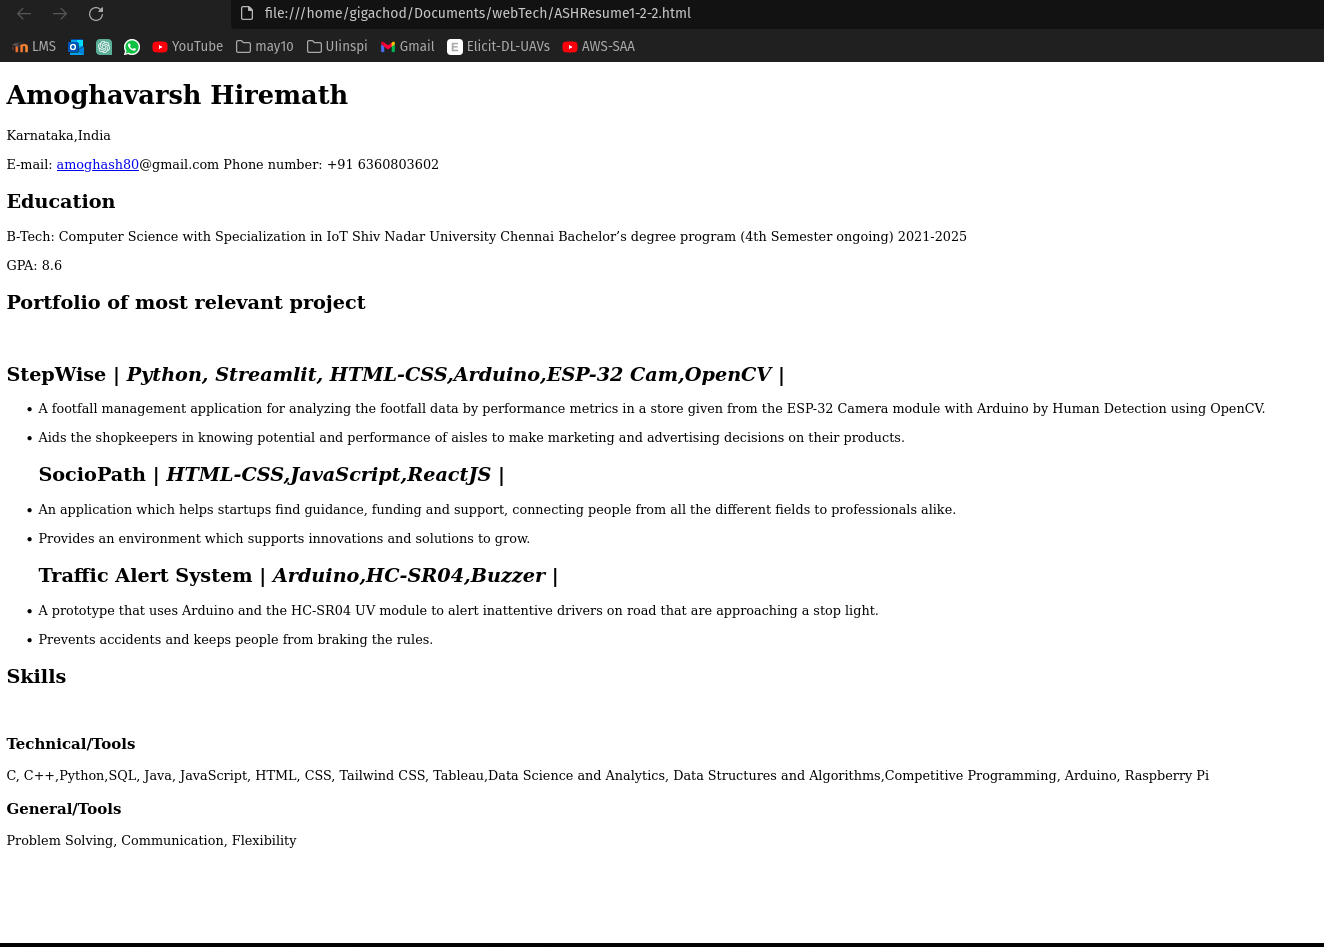 file:///home/gigachod/Documents/webTech/ASHResume1-2-2.html
LMS YouTube may10 UIinspi Gmail E Elicit-DL-UAVs AWS-SAA
Amoghavarsh Hiremath
Karnataka,India
E-mail: amoghash80@gmail.com Phone number: +91 6360803602
Education
B-Tech: Computer Science with Specialization in IoT Shiv Nadar University Chennai Bachelor’s degree program (4th Semester ongoing) 2021-2025
GPA: 8.6
Portfolio of most relevant project
StepWise | Python, Streamlit, HTML-CSS,Arduino,ESP-32 Cam,OpenCV |
• A footfall management application for analyzing the footfall data by performance metrics in a store given from the ESP-32 Camera module with Arduino by Human Detection using OpenCV.
• Aids the shopkeepers in knowing potential and performance of aisles to make marketing and advertising decisions on their products.
SocioPath | HTML-CSS,JavaScript,ReactJS |
• An application which helps startups find guidance, funding and support, connecting people from all the different fields to professionals alike.
• Provides an environment which supports innovations and solutions to grow.
Traffic Alert System | Arduino,HC-SR04,Buzzer |
• A prototype that uses Arduino and the HC-SR04 UV module to alert inattentive drivers on road that are approaching a stop light.
• Prevents accidents and keeps people from braking the rules.
Skills
Technical/Tools
C, C++,Python,SQL, Java, JavaScript, HTML, CSS, Tailwind CSS, Tableau,Data Science and Analytics, Data Structures and Algorithms,Competitive Programming, Arduino, Raspberry Pi
General/Tools
Problem Solving, Communication, Flexibility